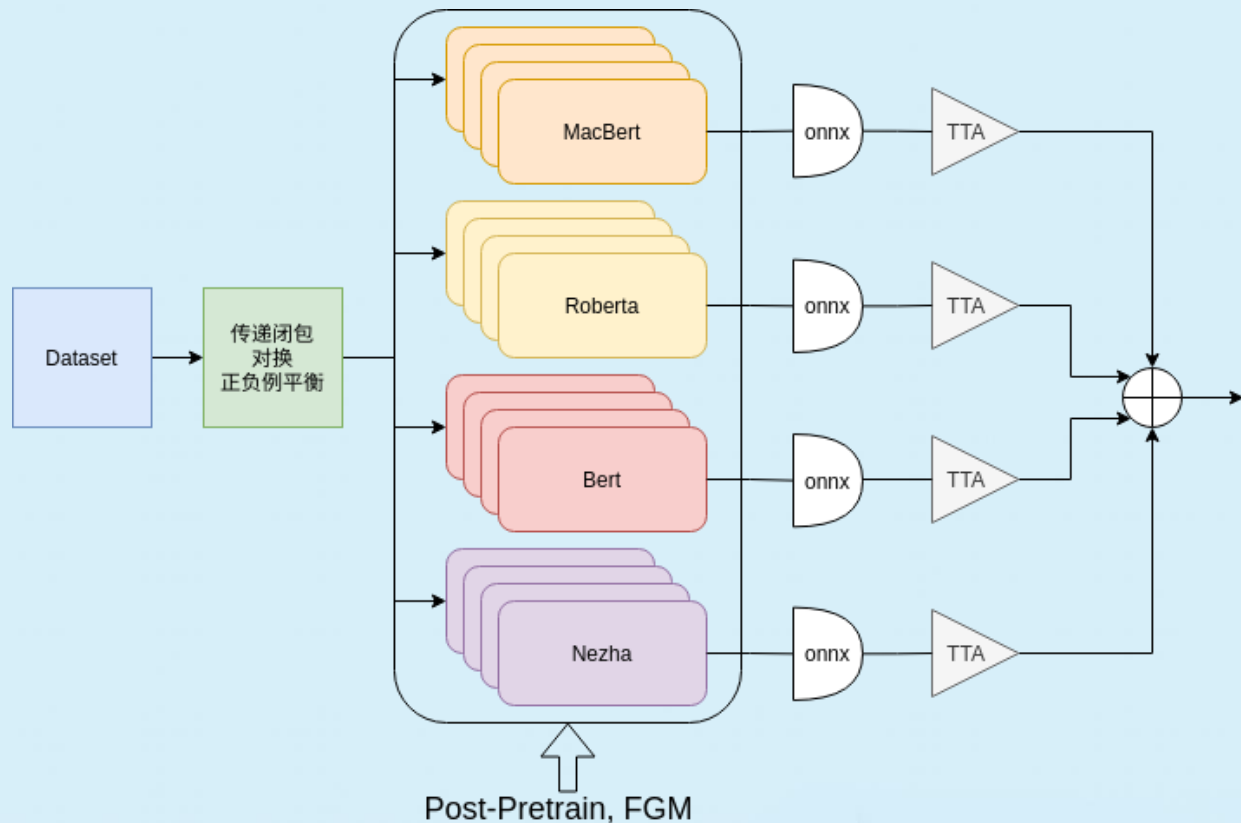 Dataset
传递闭包
对换
正负例平衡
MacBert
onnx
TTA
Roberta
onnx
TTA
Bert
onnx
TTA
Nezha
onnx
TTA
Post-Pretrain, FGM